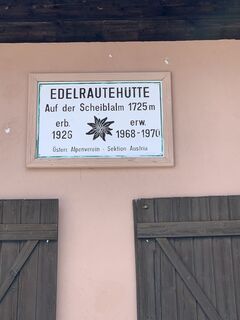 EDELRAUTEHÜTTE
Auf der Scheiblalm 1725m
erb. erw.
1926 1968-1970
Österr. Alpenverein - Sektion Austria